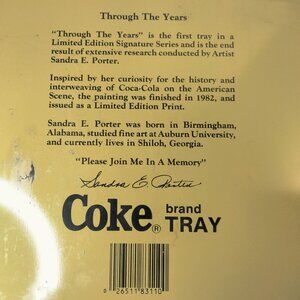 Through The Years
"Through The Years" is the first tray in a
Limited Edition Signature Series and is the end
result of extensive research conducted by Artist
Sandra E. Porter.
Inspired by her curiosity for the history and
interweaving of Coca-Cola on the American
Scene, the painting was finished in 1982, and
issued as a Limited Edition Print.
Sandra E. Porter was born in Birmingham,
Alabama, studied fine art at Auburn University,
and currently lives in Shiloh, Georgia.
"Please Join Me In A Memory"
Sandra E. Porter
Coke® brand
TRAY
0 26511 83110